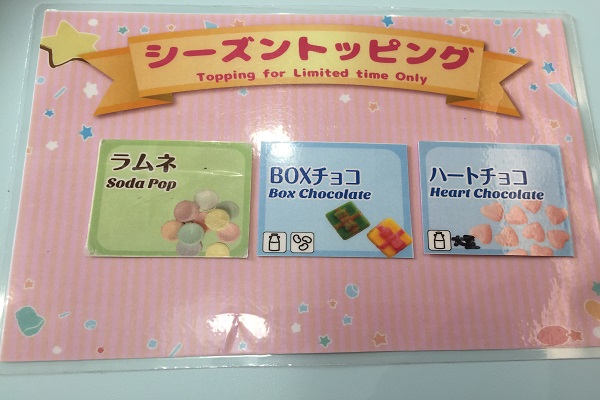 シーズントッピング
Topping for Limited time Only
ラムネ
Soda Pop
BOXチョコ
Box Chocolate
ハートチョコ
Heart Chocolate